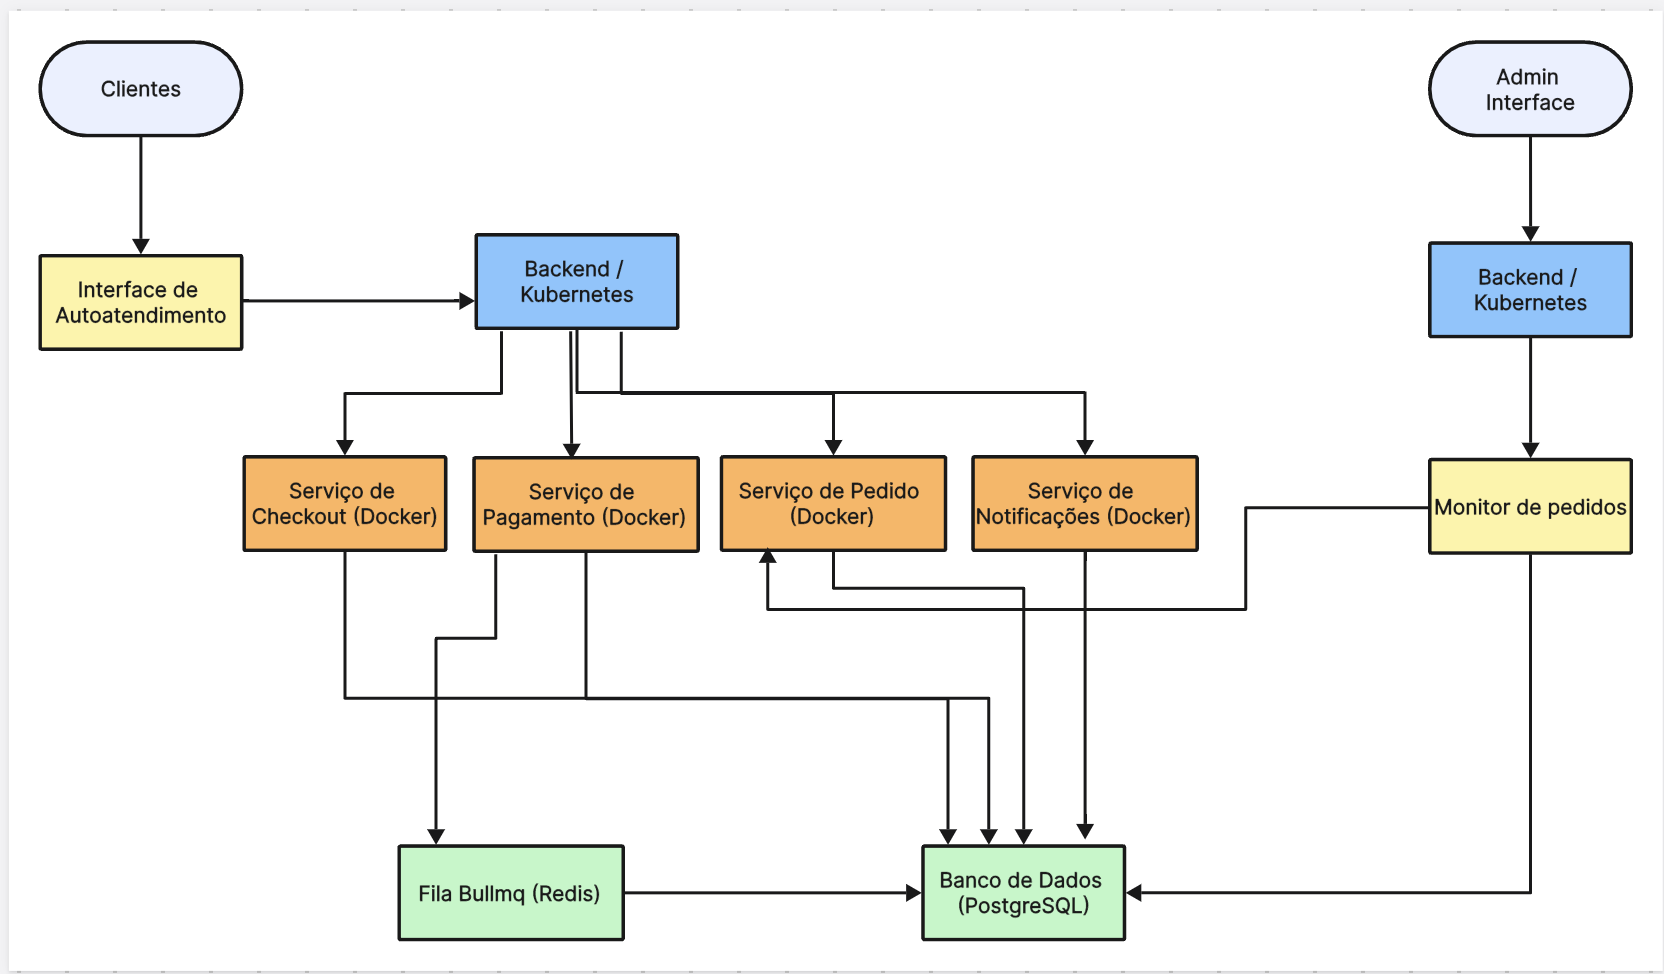 Clientes
Admin
Interface
Interface de
Autoatendimento
Backend /
Kubernetes
Backend /
Kubernetes
Serviço de
Checkout (Docker)
Serviço de
Pagamento (Docker)
Serviço de Pedido
(Docker)
Serviço de
Notificações (Docker)
Monitor de pedidos
Fila Bullmq (Redis)
Banco de Dados
(PostgreSQL)